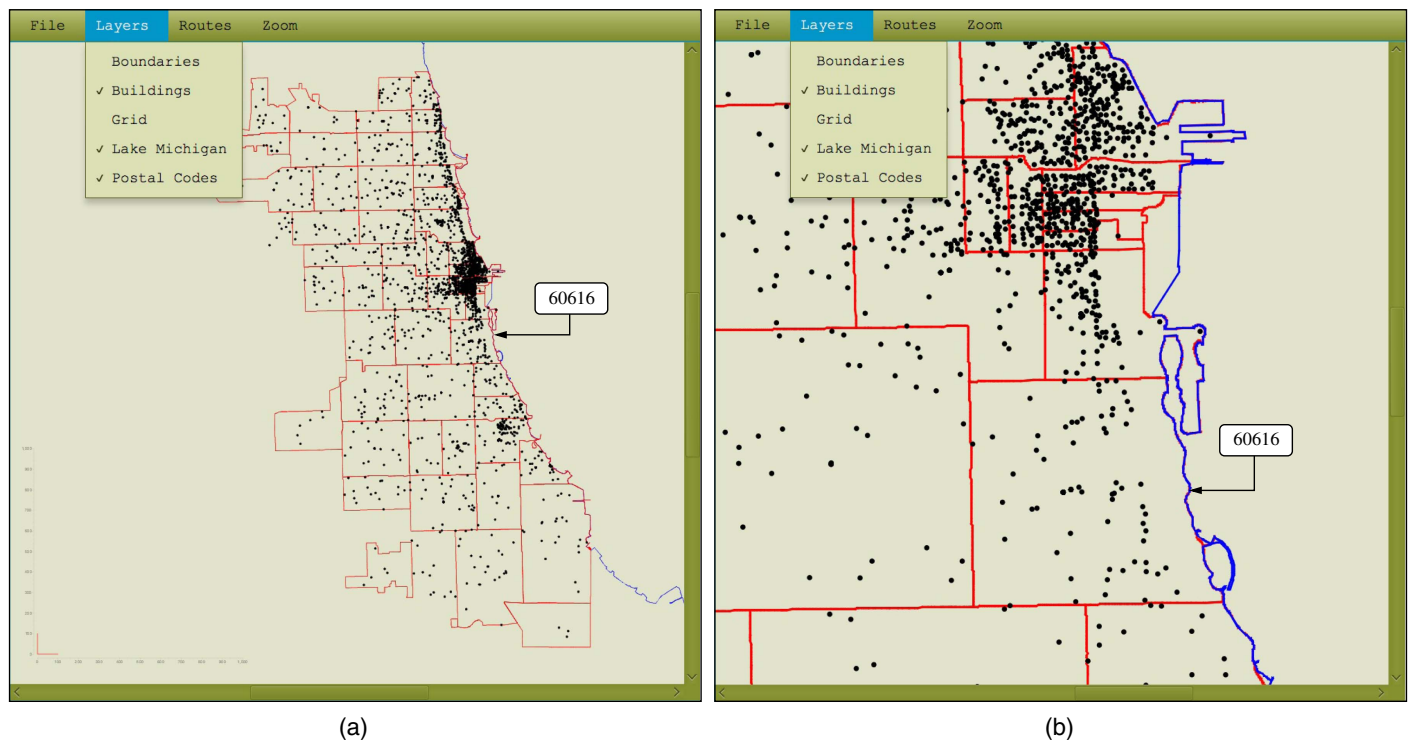 File Layers Routes Zoom
Boundaries
✓ Buildings
Grid
✓ Lake Michigan
✓ Postal Codes
60616
(a)
File Layers Routes Zoom
Boundaries
✓ Buildings
Grid
✓ Lake Michigan
✓ Postal Codes
60616
(b)